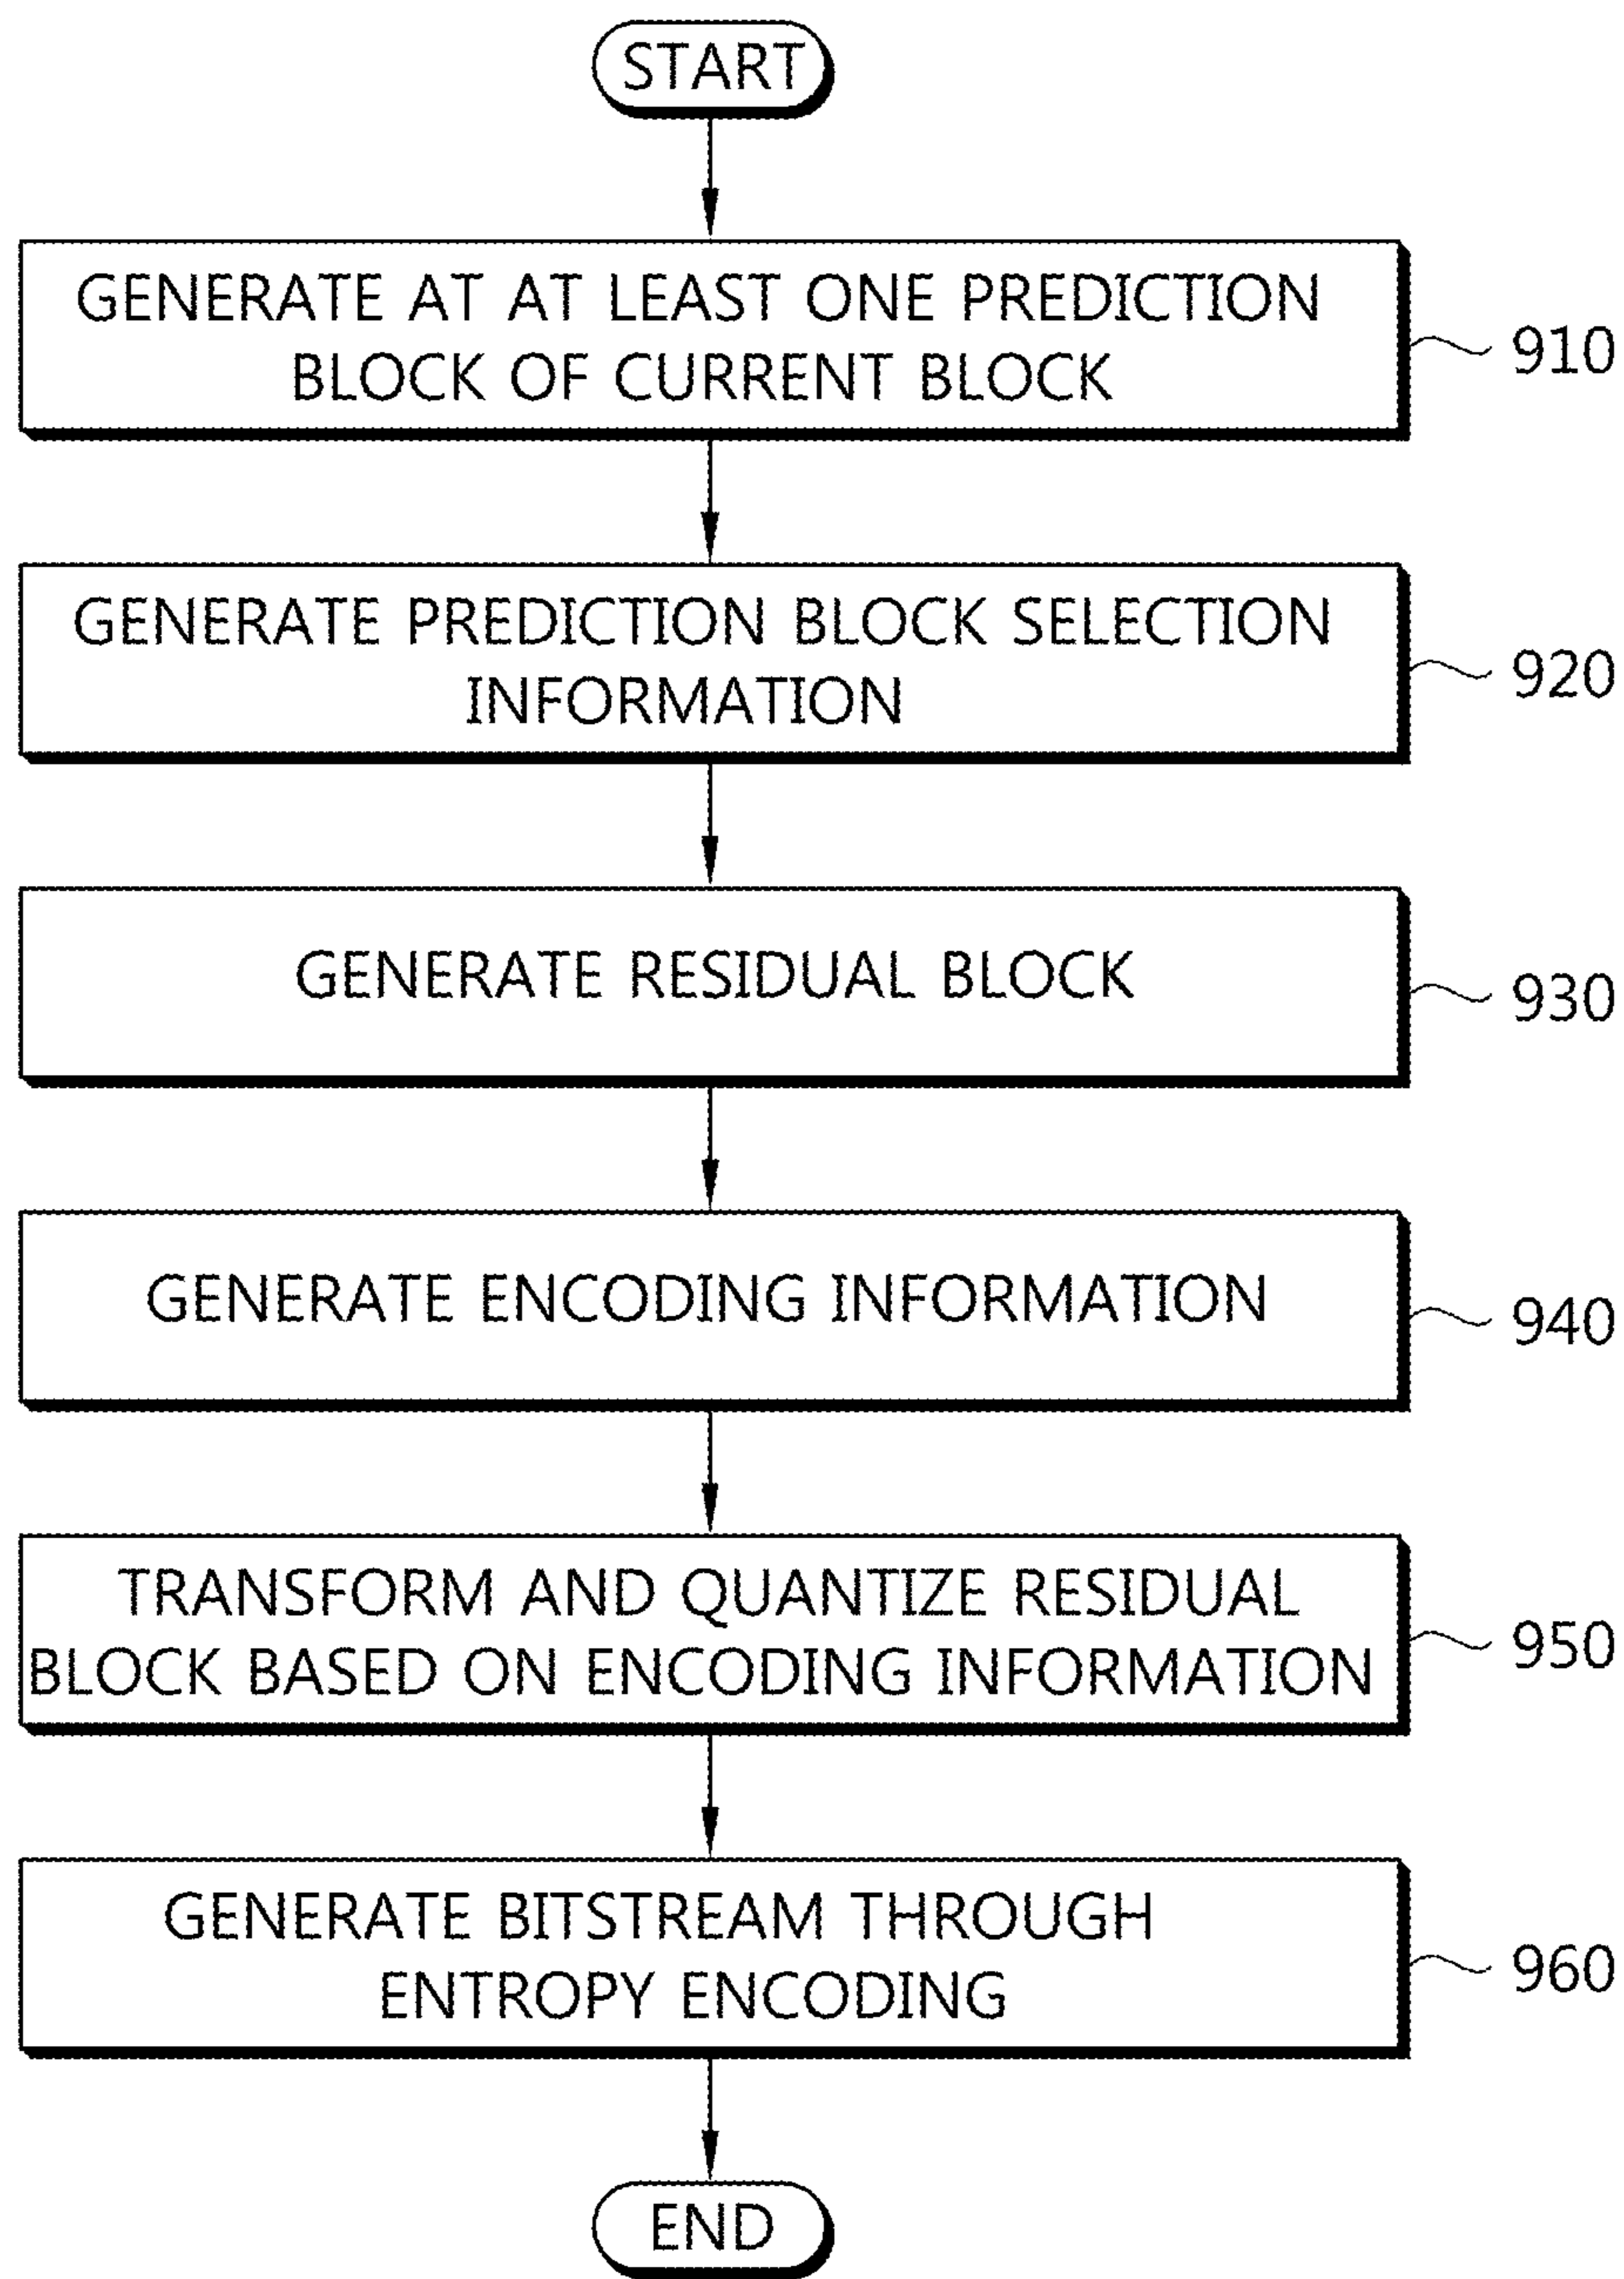 START
GENERATE AT AT LEAST ONE PREDICTION
BLOCK OF CURRENT BLOCK
910
GENERATE PREDICTION BLOCK SELECTION
INFORMATION
920
GENERATE RESIDUAL BLOCK
930
GENERATE ENCODING INFORMATION
940
TRANSFORM AND QUANTIZE RESIDUAL
BLOCK BASED ON ENCODING INFORMATION
950
GENERATE BITSTREAM THROUGH
ENTROPY ENCODING
960
END